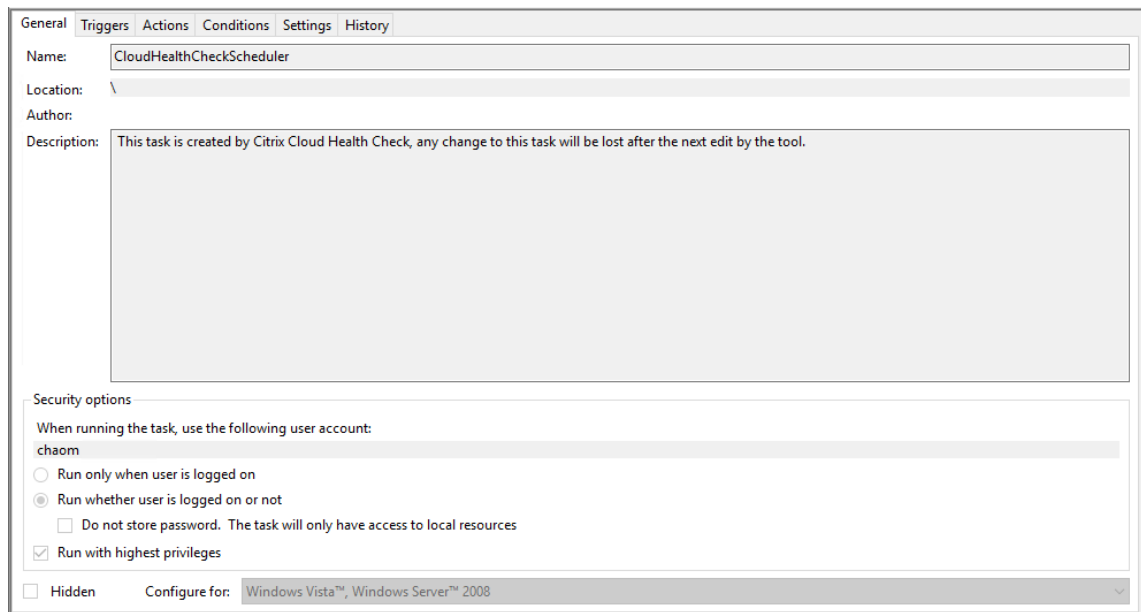 General Triggers Actions Conditions Settings History
Name: CloudHealthCheckScheduler
Location: \
Author:
Description: This task is created by Citrix Cloud Health Check, any change to this task will be lost after the next edit by the tool.
Security options
When running the task, use the following user account:
chaom
Run only when user is logged on
Run whether user is logged on or not
Do not store password. The task will only have access to local resources
Run with highest privileges
Hidden Configure for: Windows Vista™, Windows Server™ 2008